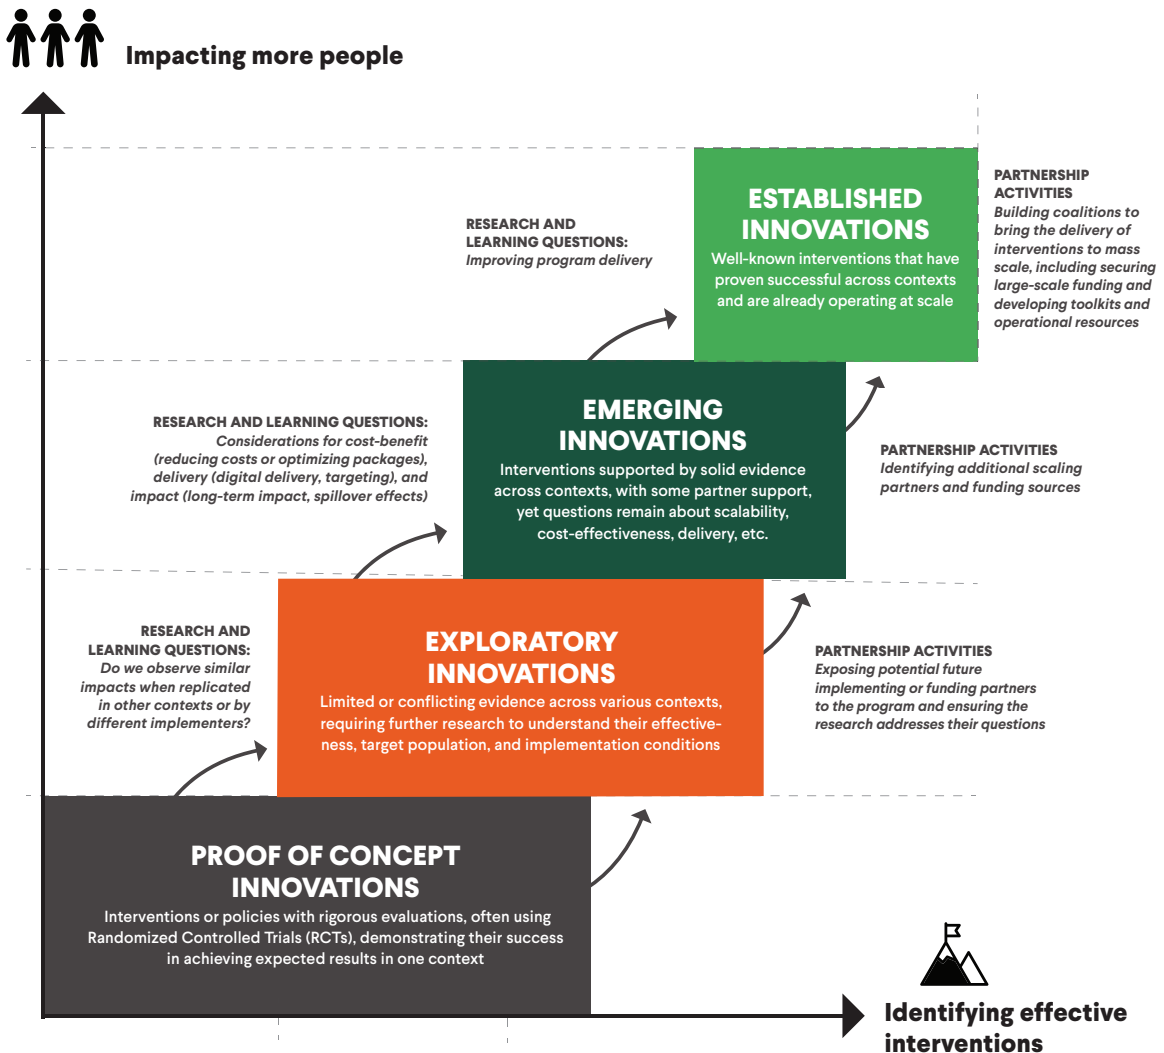 Impacting more people
ESTABLISHED
INNOVATIONS
Well-known interventions that have
proven successful across contexts
and are already operating at scale
RESEARCH AND
LEARNING QUESTIONS:
Improving program delivery
PARTNERSHIP
ACTIVITIES
Building coalitions to
bring the delivery of
interventions to mass
scale, including securing
large-scale funding and
developing toolkits and
operational resources
RESEARCH AND LEARNING QUESTIONS:
Considerations for cost-benefit
(reducing costs or optimizing packages),
delivery (digital delivery, targeting), and
impact (long-term impact, spillover effects)
EMERGING
INNOVATIONS
Interventions supported by solid evidence
across contexts, with some partner support,
yet questions remain about scalability,
cost-effectiveness, delivery, etc.
PARTNERSHIP ACTIVITIES
Identifying additional scaling
partners and funding sources
RESEARCH AND
LEARNING QUESTIONS:
Do we observe similar
impacts when replicated
in other contexts or by
different implementers?
EXPLORATORY
INNOVATIONS
Limited or conflicting evidence across various contexts,
requiring further research to understand their effective-
ness, target population, and implementation conditions
PARTNERSHIP ACTIVITIES
Exposing potential future
implementing or funding partners
to the program and ensuring the
research addresses their questions
PROOF OF CONCEPT
INNOVATIONS
Interventions or policies with rigorous evaluations, often using
Randomized Controlled Trials (RCTs), demonstrating their success
in achieving expected results in one context
Identifying effective
interventions